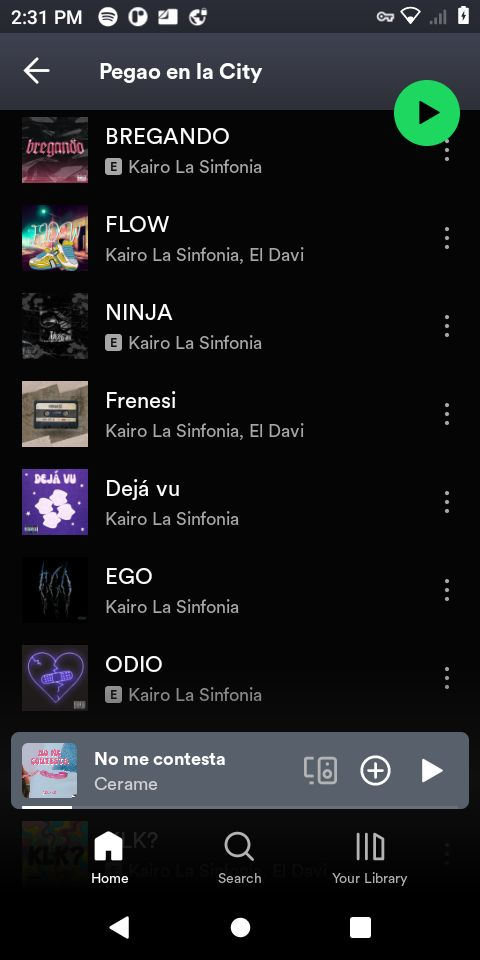 2:31 PM
Pegao en la City
bregando
BREGANDO
E Kairo La Sinfonia
FLOW
Kairo La Sinfonia, El Davi
NINJA
E Kairo La Sinfonia
Frenesi
Kairo La Sinfonia, El Davi
DEJÁ VU
Dejá vu
Kairo La Sinfonia
EGO
Kairo La Sinfonia
ODIO
E Kairo La Sinfonia
NO ME CONTESTA
No me contesta
Cerame
KLK?
KLK?
Kairo La Sinfonia, El Davi
Home
Search
Your Library